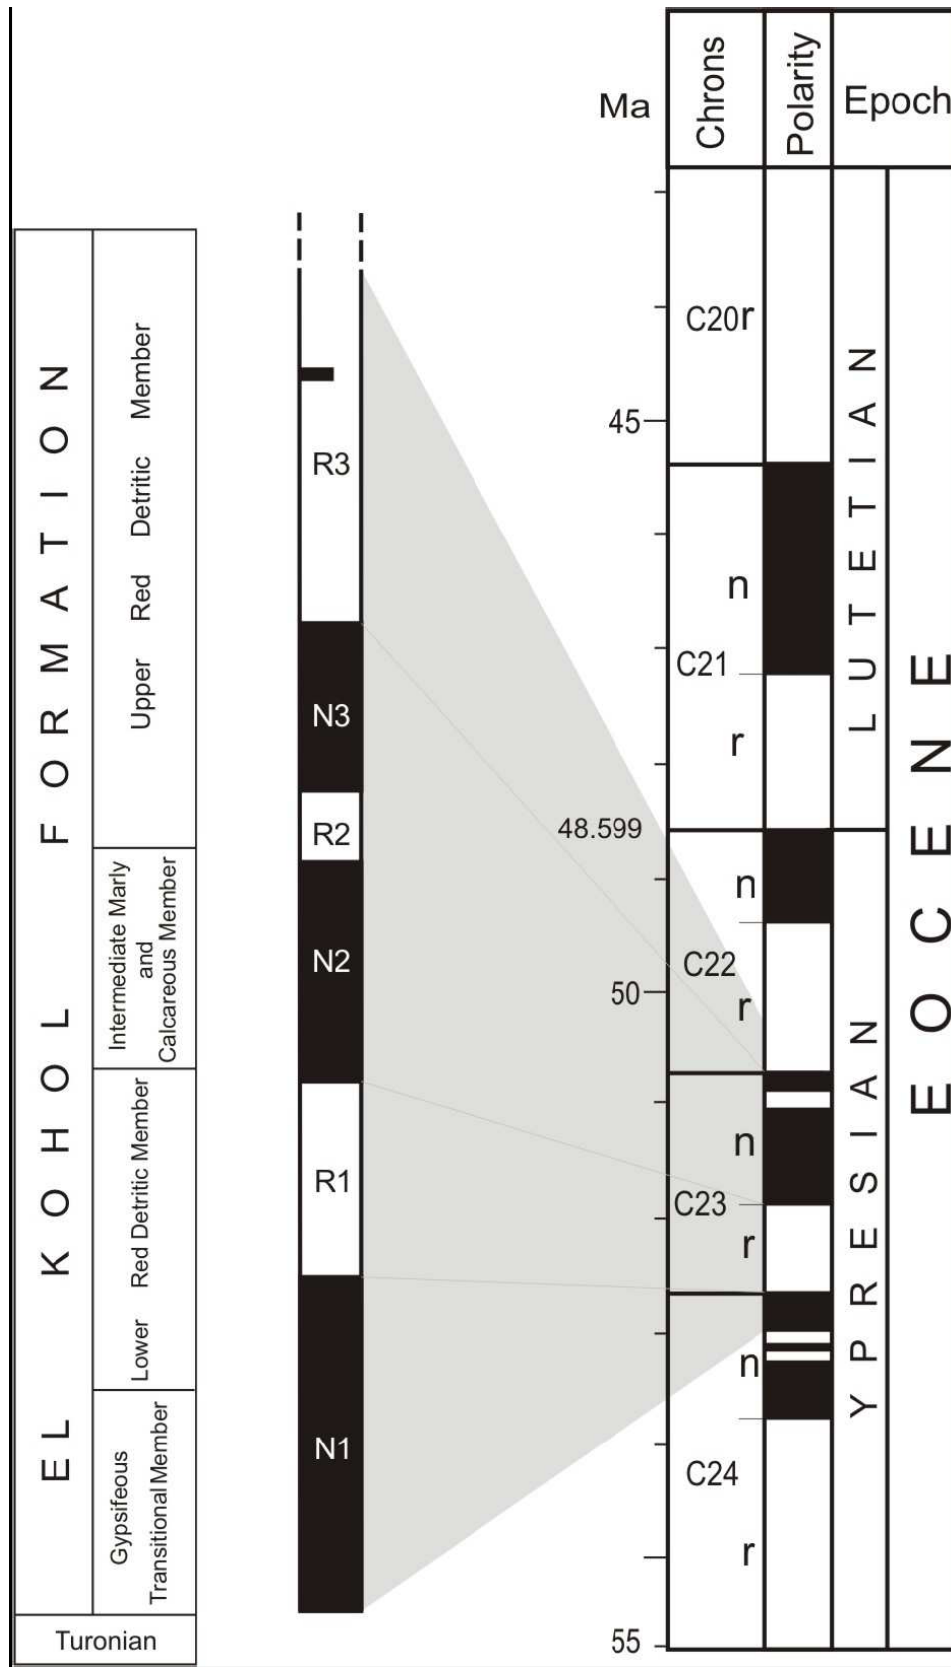 Ma
Chrons
Polarity
Epoch
EL KOHOL FORMATION
Upper Red Detritic Member
Intermediate Marly
and
Calcareous Member
Lower Red Detritic Member
Gypsifeous
Transitional Member
Turonian
R3
N3
R2
N2
R1
N1
45
48.599
50
55
C20r
n
C21
r
n
C22
r
n
C23
r
n
C24
r
LUTETIAN
YPRESIAN
EOCENE